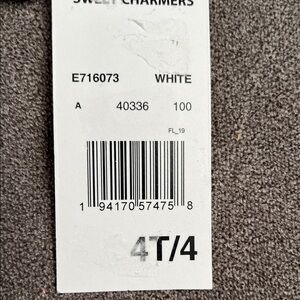 SWEET CHARMERS
E716073 WHITE
A 40336 100
FL_19
1 94170 57475 8
4T/4